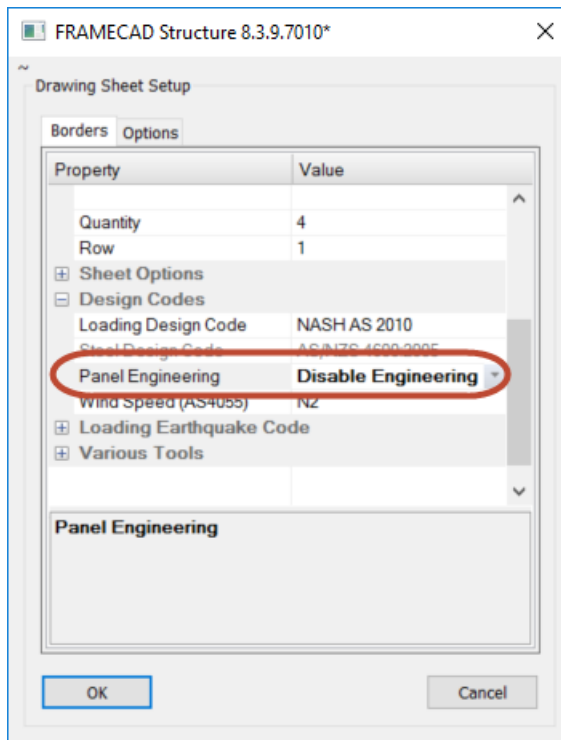 FRAMECAD Structure 8.3.9.7010*
~
Drawing Sheet Setup
Borders Options
Property Value
Quantity 4
Row 1
Sheet Options
Design Codes
Loading Design Code NASH AS 2010
Steel Design Code AS/NZS 4600:2005
Panel Engineering Disable Engineering
Wind Speed (AS4055) N2
Loading Earthquake Code
Various Tools
Panel Engineering
OK Cancel